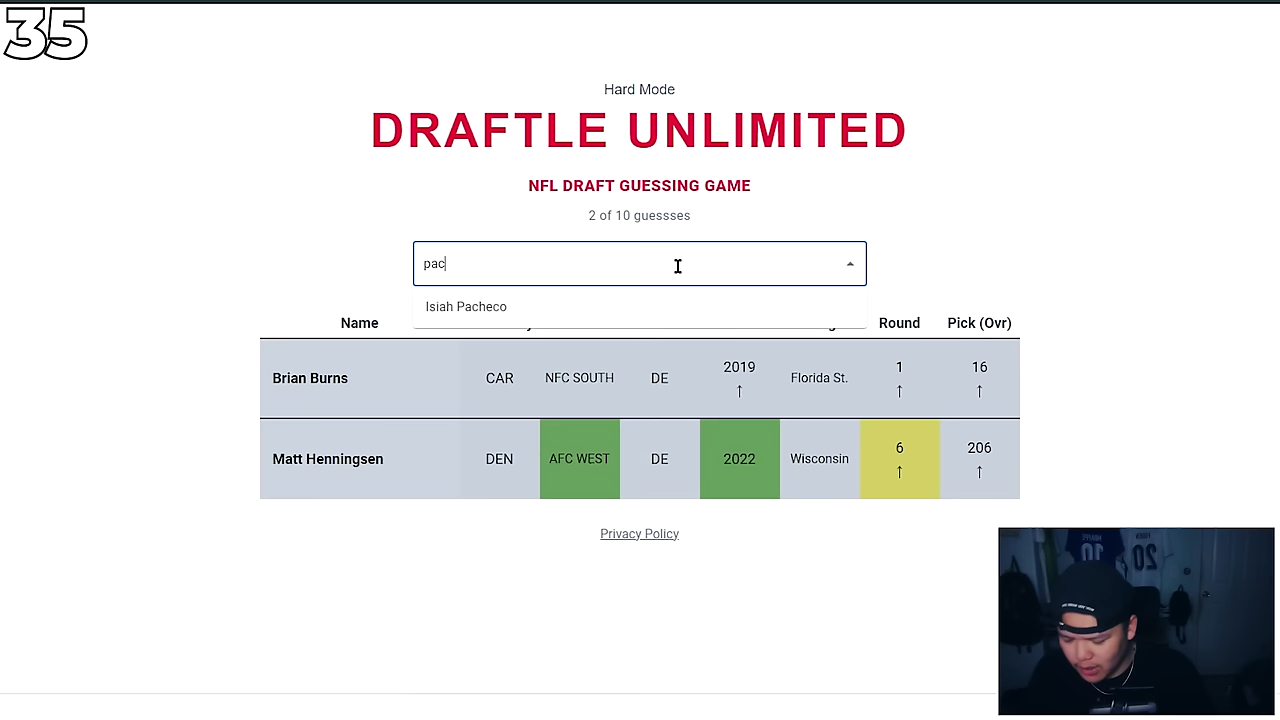 35
Hard Mode
DRAFTLE UNLIMITED
NFL DRAFT GUESSING GAME
2 of 10 guessses
pac
Isiah Pacheco
Name Round Pick (Ovr)
Brian Burns CAR NFC SOUTH DE 2019 ↑ Florida St. 1 ↑ 16 ↑
Matt Henningsen DEN AFC WEST DE 2022 Wisconsin 6 ↑ 206 ↑
Privacy Policy